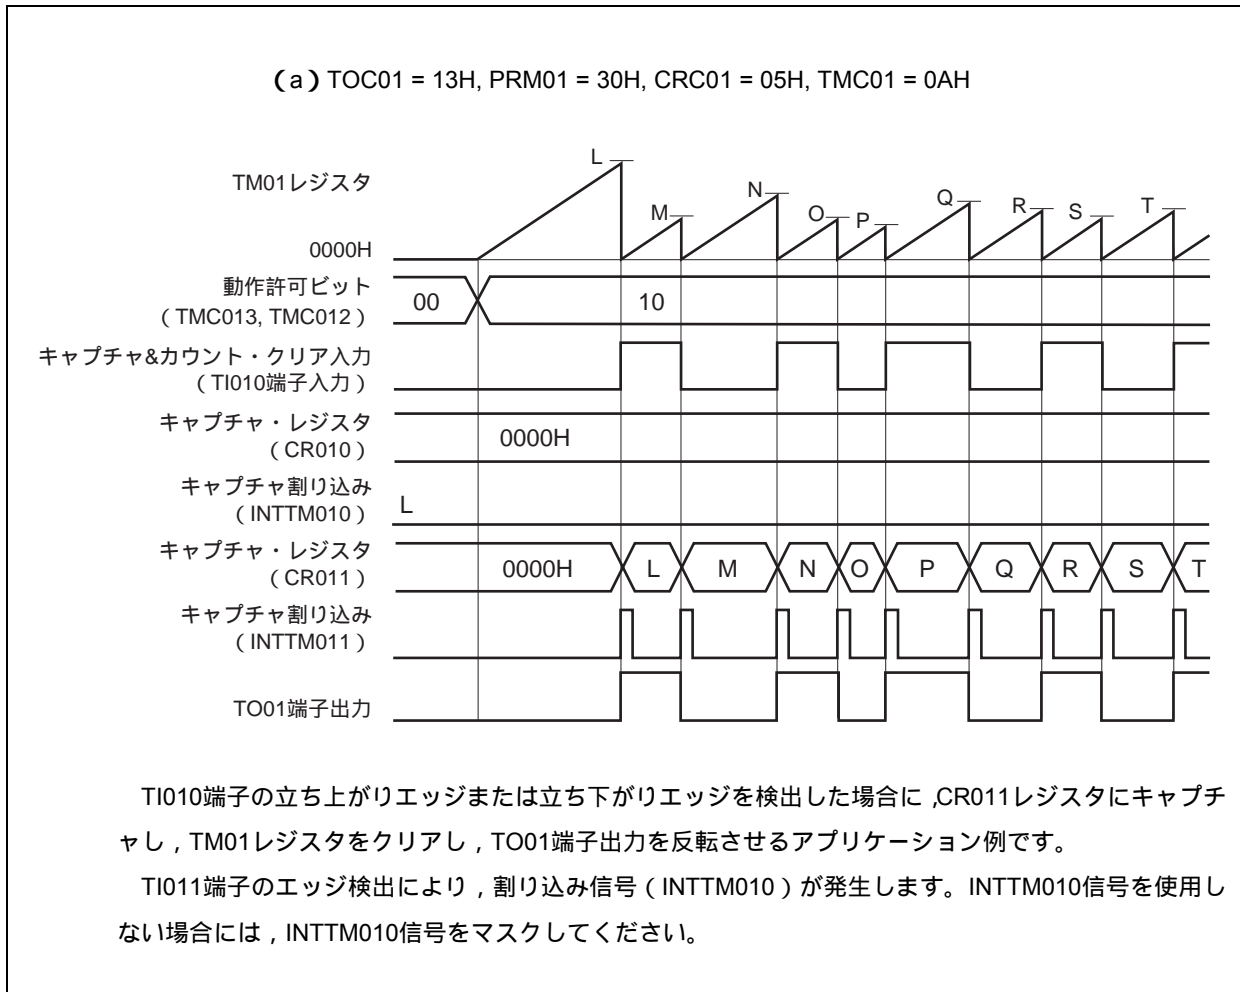 （a）TOC01 = 13H, PRM01 = 30H, CRC01 = 05H, TMC01 = 0AH
L
M
N
O
P
Q
R
S
T
TM01レジスタ
0000H
動作許可ビット
（TMC013, TMC012）
00
10
キャプチャ&カウント・クリア入力
（TI010端子入力）
キャプチャ・レジスタ
（CR010）
0000H
キャプチャ割り込み
（INTTM010）
L
キャプチャ・レジスタ
（CR011）
0000H L M N O P Q R S T
キャプチャ割り込み
（INTTM011）
TO01端子出力
TI010端子の立ち上がりエッジまたは立ち下がりエッジを検出した場合に,CR011レジスタにキャプチ
ャし，TM01レジスタをクリアし，TO01端子出力を反転させるアプリケーション例です。
TI011端子のエッジ検出により，割り込み信号（INTTM010）が発生します。INTTM010信号を使用し
ない場合には，INTTM010信号をマスクしてください。